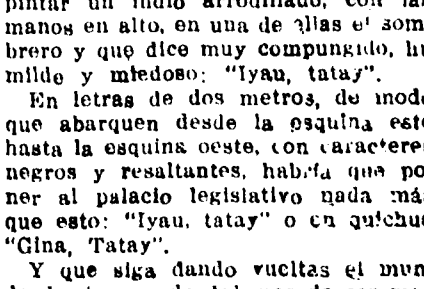 pintar un indio arrodillado, con las
manos en alto, en una de ellas el som-
brero y que dice muy compungido, hu
milde y miedoso: "Iyau, tatay".
En letras de dos metros, de modo
que abarquen desde la esquina este
hasta la esquina oeste, con caracteres
negros y resaltantes, habría que po
ner al palacio legislativo nada más
que esto: "Iyau, tatay" o en quichua
"Gina, Tatay".
Y que siga dando vueltas el mun